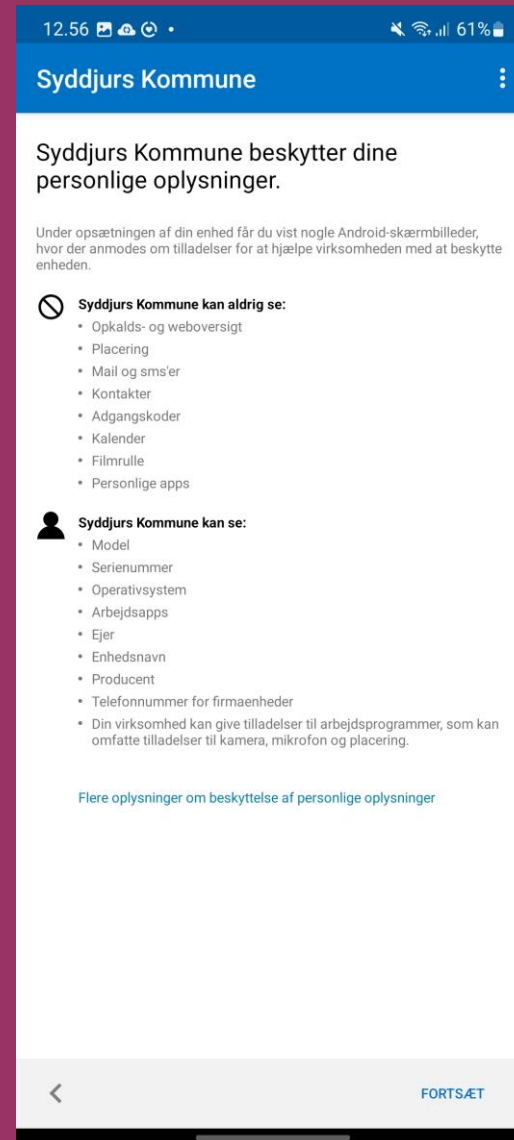 12.56 61%
Syddjurs Kommune
Syddjurs Kommune beskytter dine
personlige oplysninger.
Under opsætningen af din enhed får du vist nogle Android-skærmbilleder,
hvor der anmodes om tilladelser for at hjælpe virksomheden med at beskytte
enheden.
Syddjurs Kommune kan aldrig se:
• Opkalds- og weboversigt
• Placering
• Mail og sms'er
• Kontakter
• Adgangskoder
• Kalender
• Filmrulle
• Personlige apps
Syddjurs Kommune kan se:
• Model
• Serienummer
• Operativsystem
• Arbejdsapps
• Ejer
• Enhedsnavn
• Producent
• Telefonnummer for firmaenheder
• Din virksomhed kan give tilladelser til arbejdsprogrammer, som kan
omfatte tilladelser til kamera, mikrofon og placering.
Flere oplysninger om beskyttelse af personlige oplysninger
FORTSÆT